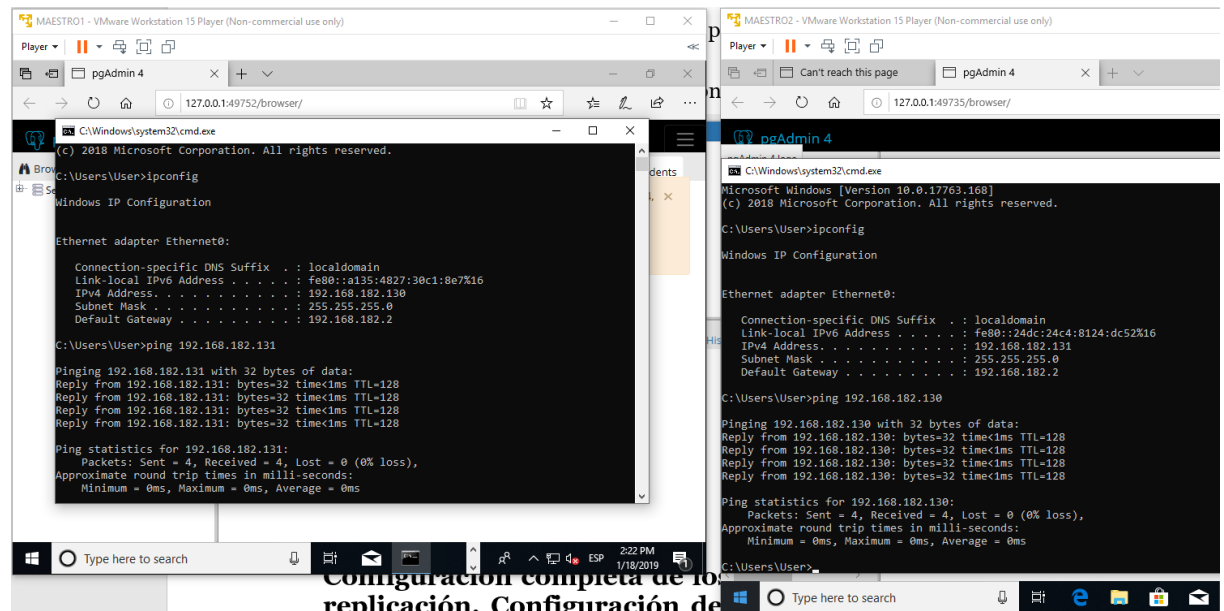 MAESTRO1 - VMware Workstation 15 Player (Non-commercial use only)
Player
pgAdmin 4
127.0.0.1:49752/browser/
C:\Windows\system32\cmd.exe
(c) 2018 Microsoft Corporation. All rights reserved.
C:\Users\User>ipconfig
Windows IP Configuration
Ethernet adapter Ethernet0:
Connection-specific DNS Suffix . : localdomain
Link-local IPv6 Address . . . . . : fe80::a135:4827:30c1:8e7%16
IPv4 Address. . . . . . . . . . . : 192.168.182.130
Subnet Mask . . . . . . . . . . . : 255.255.255.0
Default Gateway . . . . . . . . . : 192.168.182.2
C:\Users\User>ping 192.168.182.131
Pinging 192.168.182.131 with 32 bytes of data:
Reply from 192.168.182.131: bytes=32 time<1ms TTL=128
Reply from 192.168.182.131: bytes=32 time<1ms TTL=128
Reply from 192.168.182.131: bytes=32 time<1ms TTL=128
Reply from 192.168.182.131: bytes=32 time<1ms TTL=128
Ping statistics for 192.168.182.131:
Packets: Sent = 4, Received = 4, Lost = 0 (0% loss),
Approximate round trip times in milli-seconds:
Minimum = 0ms, Maximum = 0ms, Average = 0ms
Brow
Se
dents
Type here to search
ESP
2:22 PM
1/18/2019
Configuración completa de los
replicación. Configuración de
His
MAESTRO2 - VMware Workstation 15 Player (Non-commercial use only)
Player
Can't reach this page
pgAdmin 4
127.0.0.1:49735/browser/
pgAdmin 4
pgAdmin 4 logo
C:\Windows\system32\cmd.exe
Microsoft Windows [Version 10.0.17763.168]
(c) 2018 Microsoft Corporation. All rights reserved.
C:\Users\User>ipconfig
Windows IP Configuration
Ethernet adapter Ethernet0:
Connection-specific DNS Suffix . : localdomain
Link-local IPv6 Address . . . . . : fe80::24dc:24c4:8124:dc52%16
IPv4 Address. . . . . . . . . . . : 192.168.182.131
Subnet Mask . . . . . . . . . . . : 255.255.255.0
Default Gateway . . . . . . . . . : 192.168.182.2
C:\Users\User>ping 192.168.182.130
Pinging 192.168.182.130 with 32 bytes of data:
Reply from 192.168.182.130: bytes=32 time<1ms TTL=128
Reply from 192.168.182.130: bytes=32 time<1ms TTL=128
Reply from 192.168.182.130: bytes=32 time<1ms TTL=128
Reply from 192.168.182.130: bytes=32 time<1ms TTL=128
Ping statistics for 192.168.182.130:
Packets: Sent = 4, Received = 4, Lost = 0 (0% loss),
Approximate round trip times in milli-seconds:
Minimum = 0ms, Maximum = 0ms, Average = 0ms
C:\Users\User>_
Type here to search